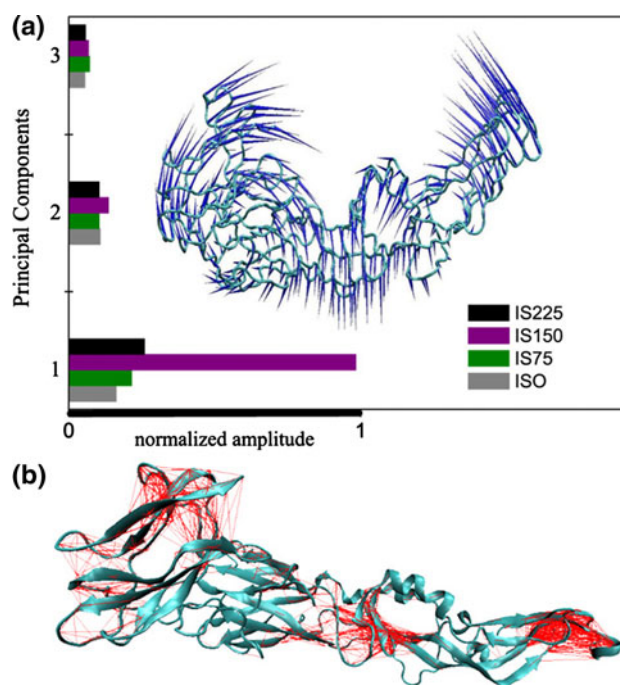 (a)
3
2
1
Principal Components
IS225
IS150
IS75
ISO
0
1
normalized amplitude
(b)